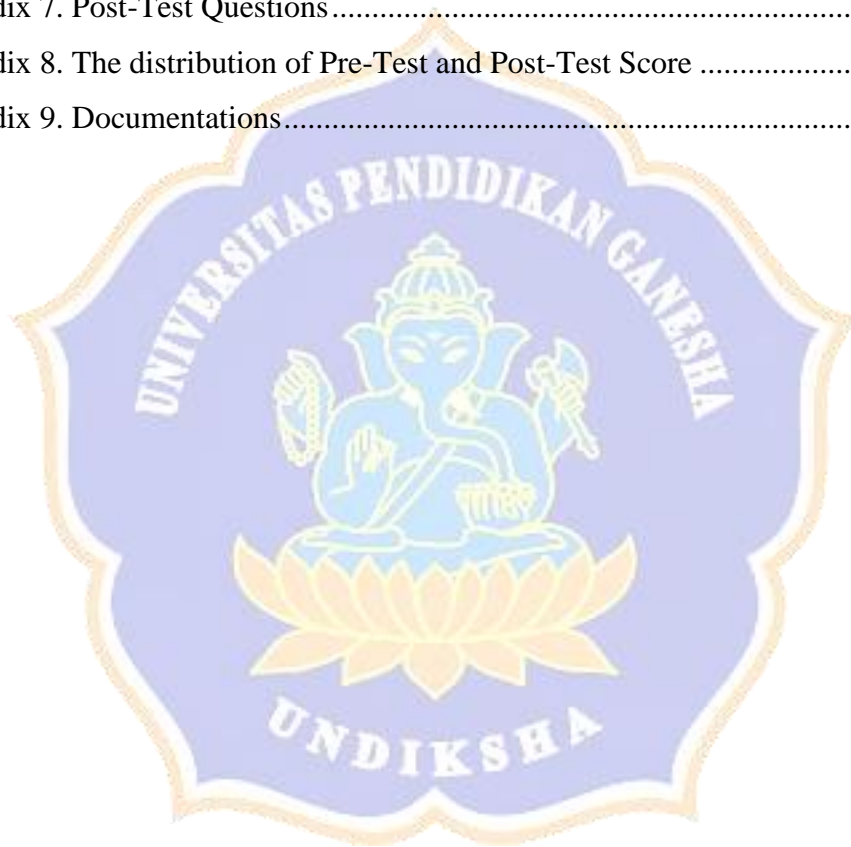 dix 7. Post-Test Questions
dix 8. The distribution of Pre-Test and Post-Test Score
dix 9. Documentations
UNIVERSITAS PENDIDIKAN GANESHA
UNDIKSHA